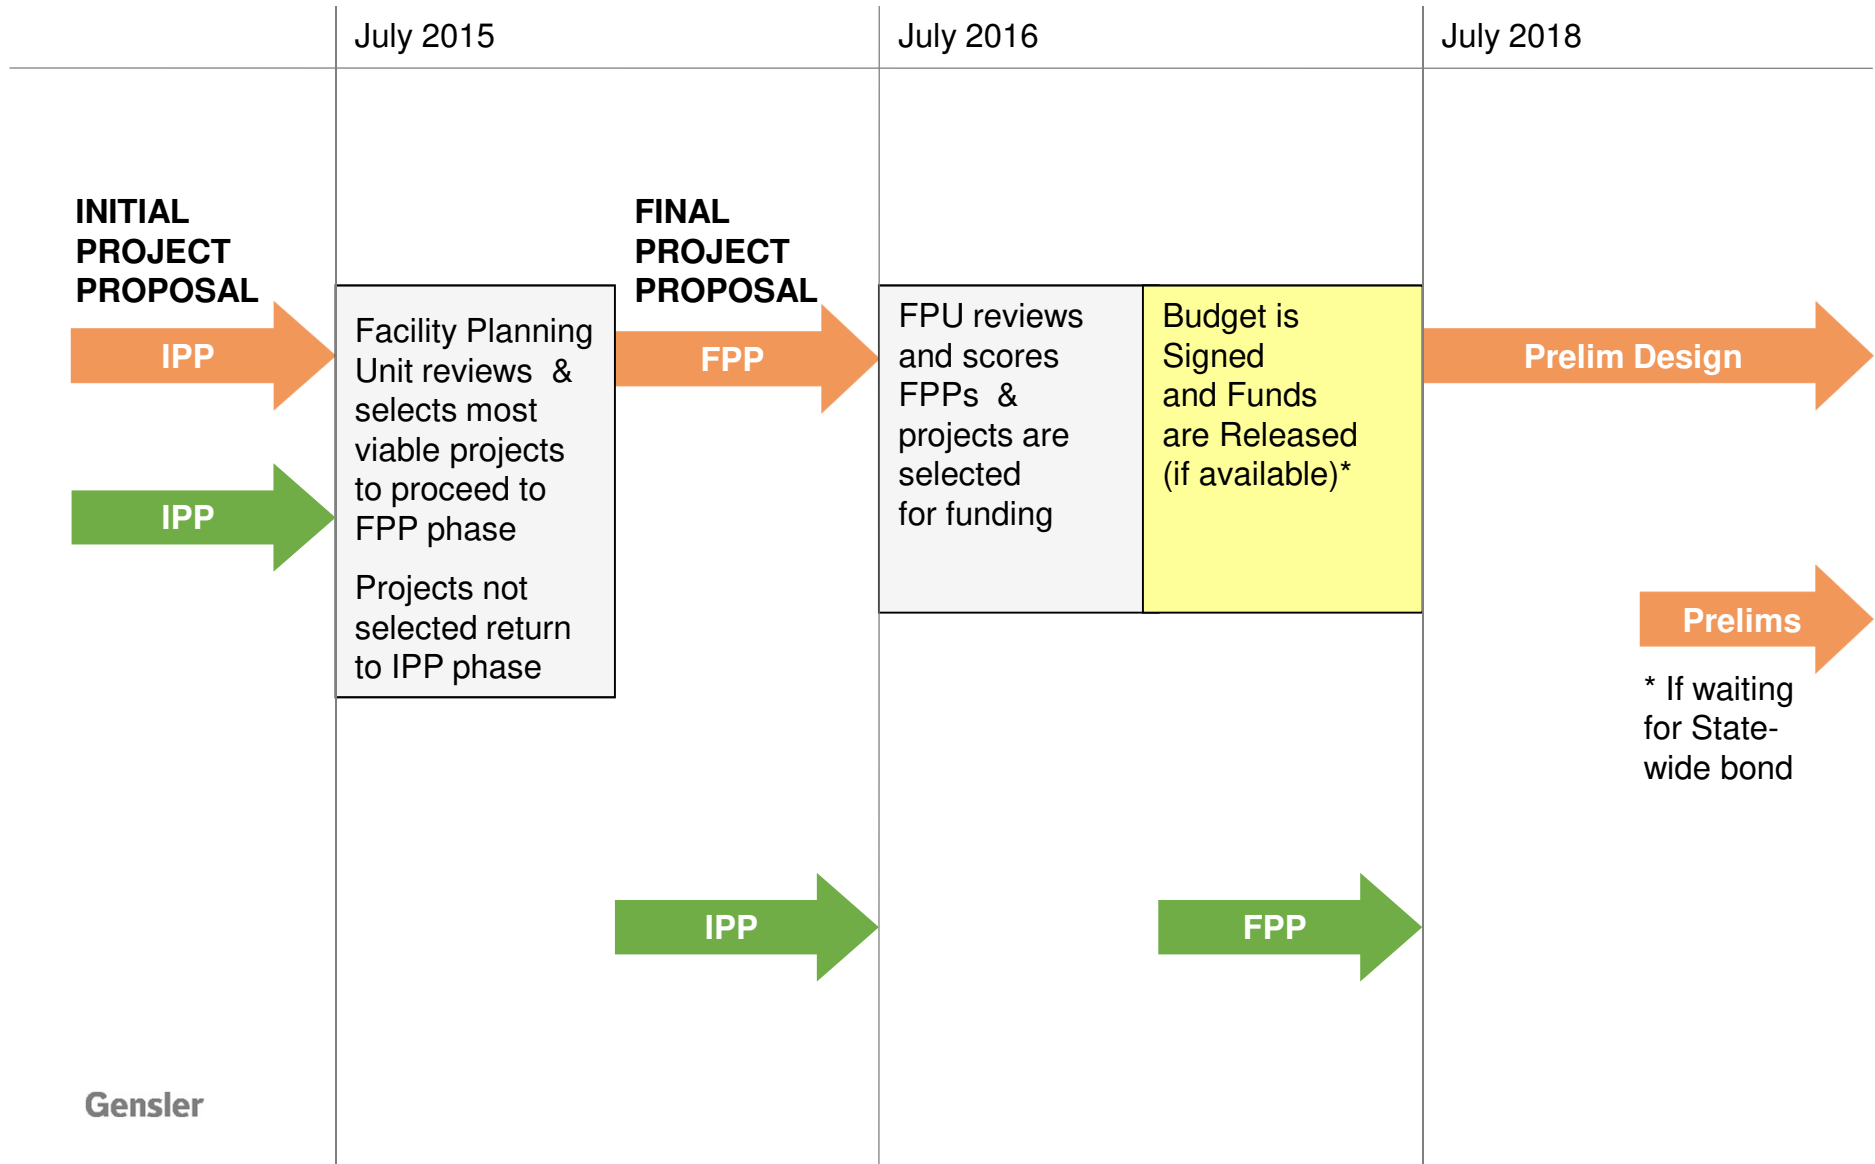 July 2015
July 2016
July 2018
INITIAL
PROJECT
PROPOSAL
IPP
IPP
Facility Planning
Unit reviews & 
selects most
viable projects
to proceed to
FPP phase
Projects not
selected return
to IPP phase
FINAL
PROJECT
PROPOSAL
FPP
FPU reviews
and scores
FPPs &
projects are
selected
for funding
Budget is
Signed
and Funds
are Released
(if available)*
Prelim Design
Prelims
* If waiting
for State-
wide bond
IPP
FPP
Gensler